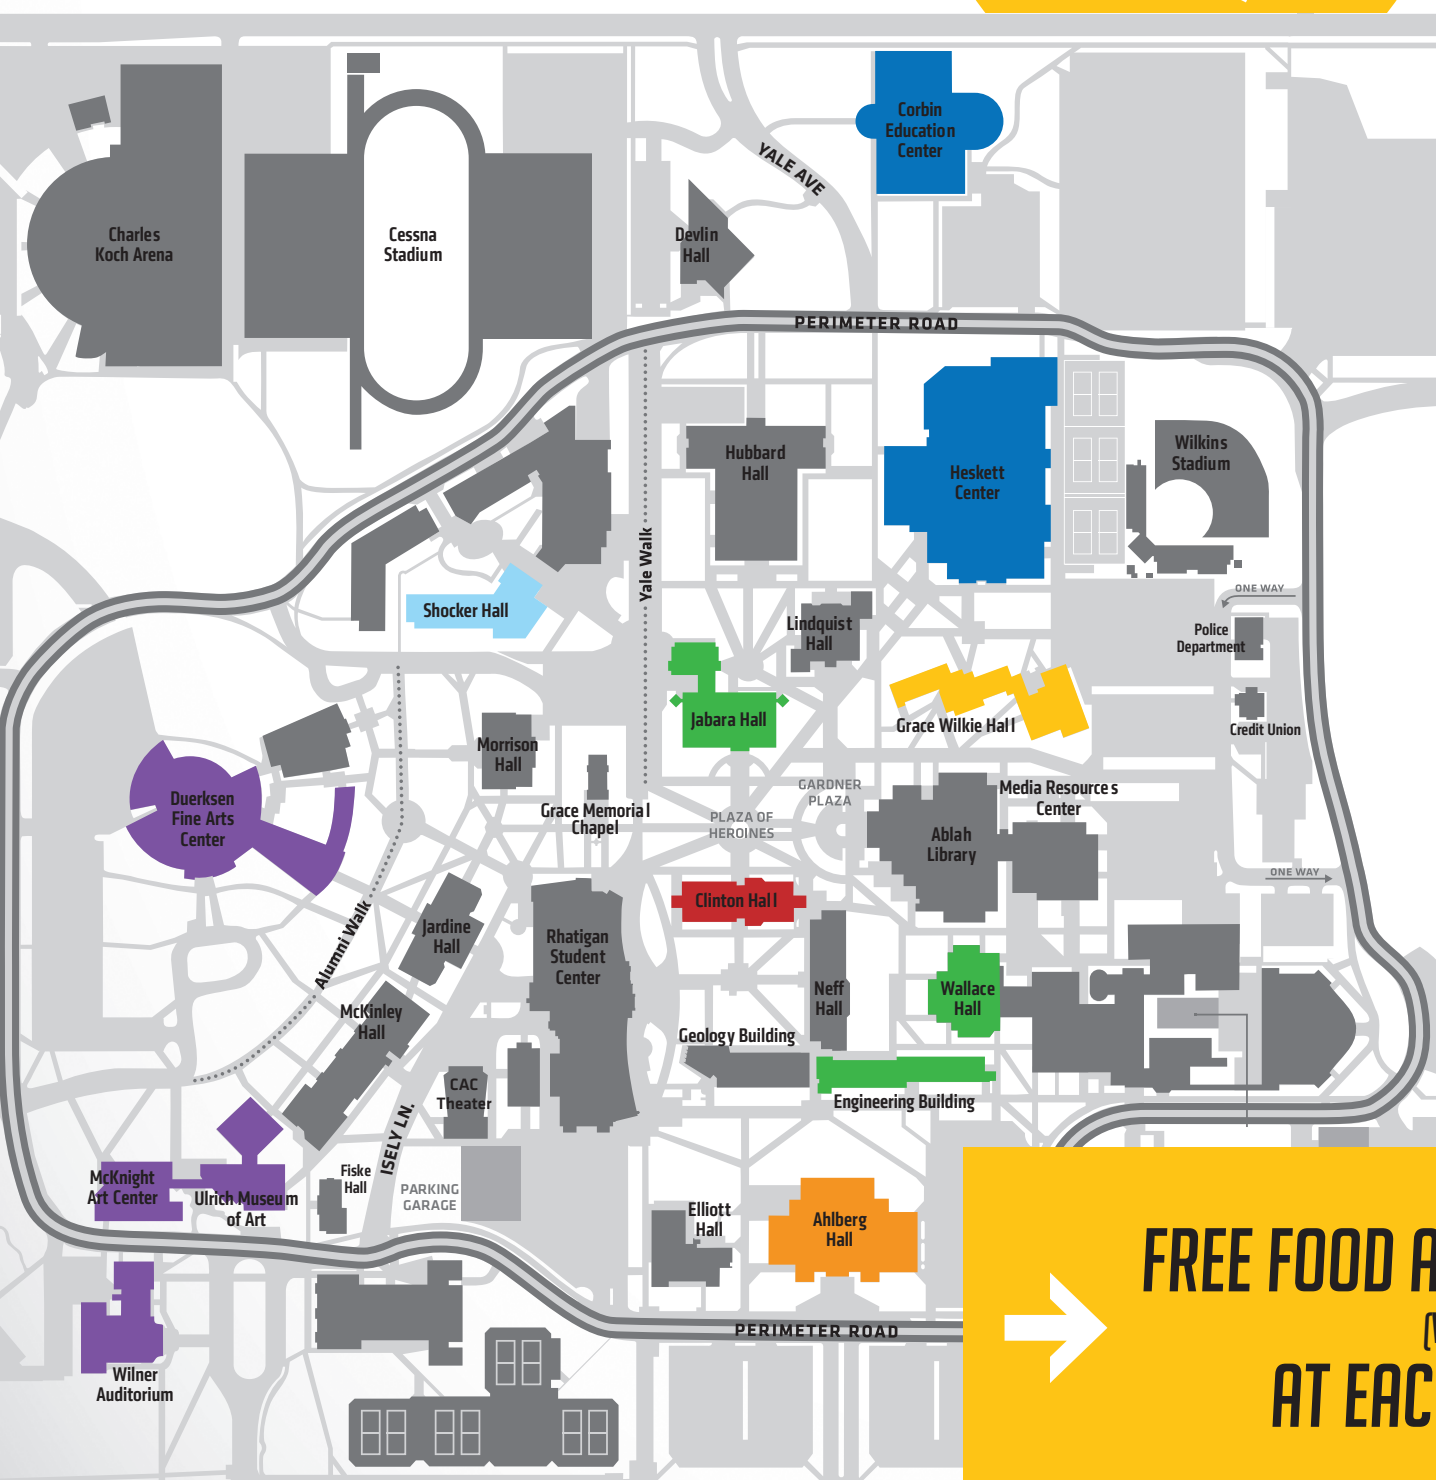 Corbin
Education
Center
YALE AVE
Charles
Koch Arena
Cessna
Stadium
Devlin
Hall
PERIMETER ROAD
Hubbard
Hall
Heskett
Center
Wilkins
Stadium
Yale Walk
ONE WAY
Shocker Hall
Lindquist
Hall
Police
Department
Jabara Hall
Grace Wilkie Hall
Credit Union
Morrison
Hall
Duerksen
Fine Arts
Center
Grace Memorial
Chapel
GARDNER
PLAZA
PLAZA OF
HEROINES
Media Resources
Center
Ablah
Library
ONE WAY
Clinton Hall
Alumni Walk
Jardine
Hall
Rhatigan
Student
Center
McKinley
Hall
Neff
Hall
Wallace
Hall
Geology Building
CAC
Theater
Engineering Building
ISELY LN.
McKnight
Art Center
Ulrich Museum
of Art
Fiske
Hall
PARKING
GARAGE
Elliott
Hall
Ahlberg
Hall
PERIMETER ROAD
Wilner
Auditorium
FREE FOOD A
AT EAC